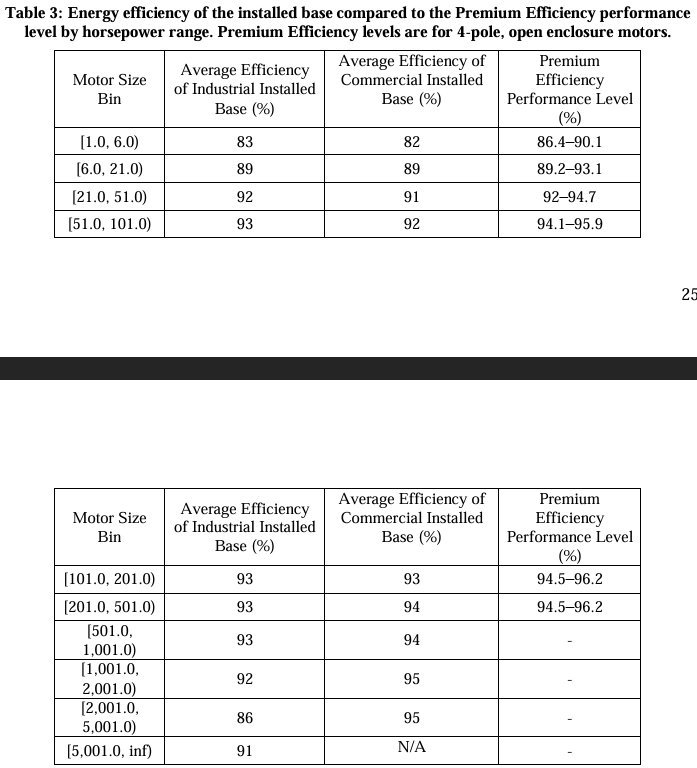 Table 3: Energy efficiency of the installed base compared to the Premium Efficiency performance
level by horsepower range. Premium Efficiency levels are for 4-pole, open enclosure motors.
Motor Size
Bin
Average Efficiency
of Industrial Installed
Base (%)
Average Efficiency of
Commercial Installed
Base (%)
Premium
Efficiency
Performance Level
(%)
[1.0, 6.0) 83 82 86.4–90.1
[6.0, 21.0) 89 89 89.2–93.1
[21.0, 51.0) 92 91 92–94.7
[51.0, 101.0) 93 92 94.1–95.9
25
Motor Size
Bin
Average Efficiency
of Industrial Installed
Base (%)
Average Efficiency of
Commercial Installed
Base (%)
Premium
Efficiency
Performance Level
(%)
[101.0, 201.0) 93 93 94.5–96.2
[201.0, 501.0) 93 94 94.5–96.2
[501.0,
1,001.0) 93 94 -
[1,001.0,
2,001.0) 92 95 -
[2,001.0,
5,001.0) 86 95 -
[5,001.0, inf) 91 N/A -